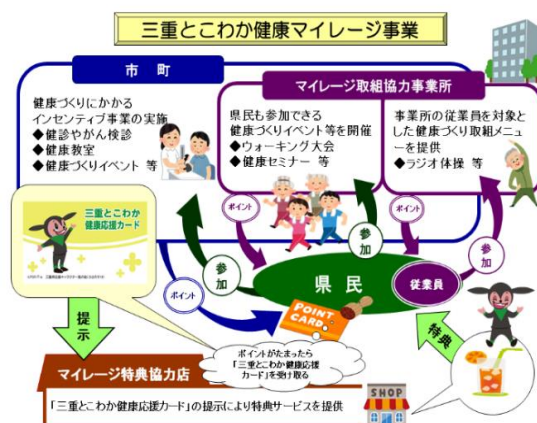 三重とこわか健康マイレージ事業
市 町
健康づくりにかかる
インセンティブ事業の実施
◆健診やがん検診
◆健康教室
◆健康づくりイベント 等
マイレージ取組協力事業所
県民も参加できる
健康づくりイベント等を開催
◆ウォーキング大会
◆健康セミナー 等
事業所の従業員を対象
とした健康づくり取組メニュ
ーを提供
◆ラジオ体操 等
三重とこわか
健康応援カード
ポイント
参加
ポイント
参加
ポイント
参加
県民
従業員
POINT
CARD
提示
特典
ポイントがたまったら
「三重とこわか健康応援
カード」を受け取る
マイレージ特典協力店
「三重とこわか健康応援カード」の提示により特典サービスを提供
SHOP